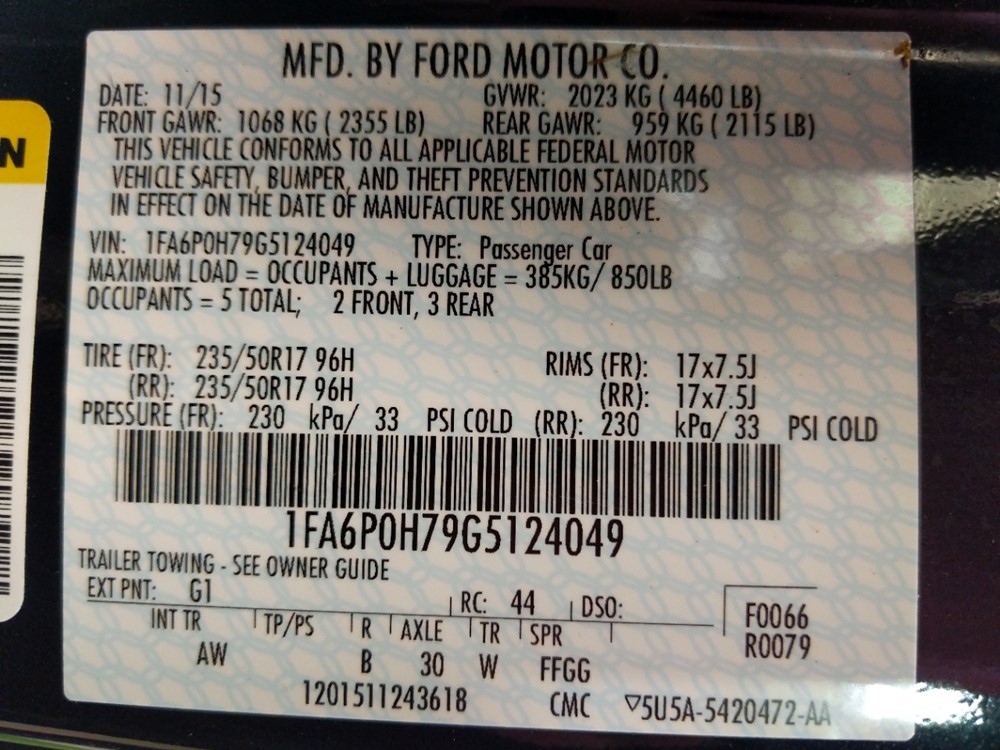 MFD. BY FORD MOTOR CO.
DATE: 11/15 GVWR: 2023 KG ( 4460 LB)
FRONT GAWR: 1068 KG ( 2355 LB) REAR GAWR: 959 KG ( 2115 LB)
THIS VEHICLE CONFORMS TO ALL APPLICABLE FEDERAL MOTOR
VEHICLE SAFETY, BUMPER, AND THEFT PREVENTION STANDARDS
IN EFFECT ON THE DATE OF MANUFACTURE SHOWN ABOVE.
VIN: 1FA6P0H79G5124049 TYPE: Passenger Car
MAXIMUM LOAD = OCCUPANTS + LUGGAGE = 385KG/ 850LB
OCCUPANTS = 5 TOTAL; 2 FRONT, 3 REAR
TIRE (FR): 235/50R17 96H RIMS (FR): 17x7.5J
(RR): 235/50R17 96H (RR): 17x7.5J
PRESSURE (FR): 230 kPa/ 33 PSI COLD (RR): 230 kPa/ 33 PSI COLD
1FA6P0H79G5124049
TRAILER TOWING - SEE OWNER GUIDE
EXT PNT: G1 RC: 44 DSO: F0066
INT TR TP/PS R AXLE TR SPR R0079
AW B 30 W FFGG
1201511243618 CMC ▽5U5A-5420472-AA
N